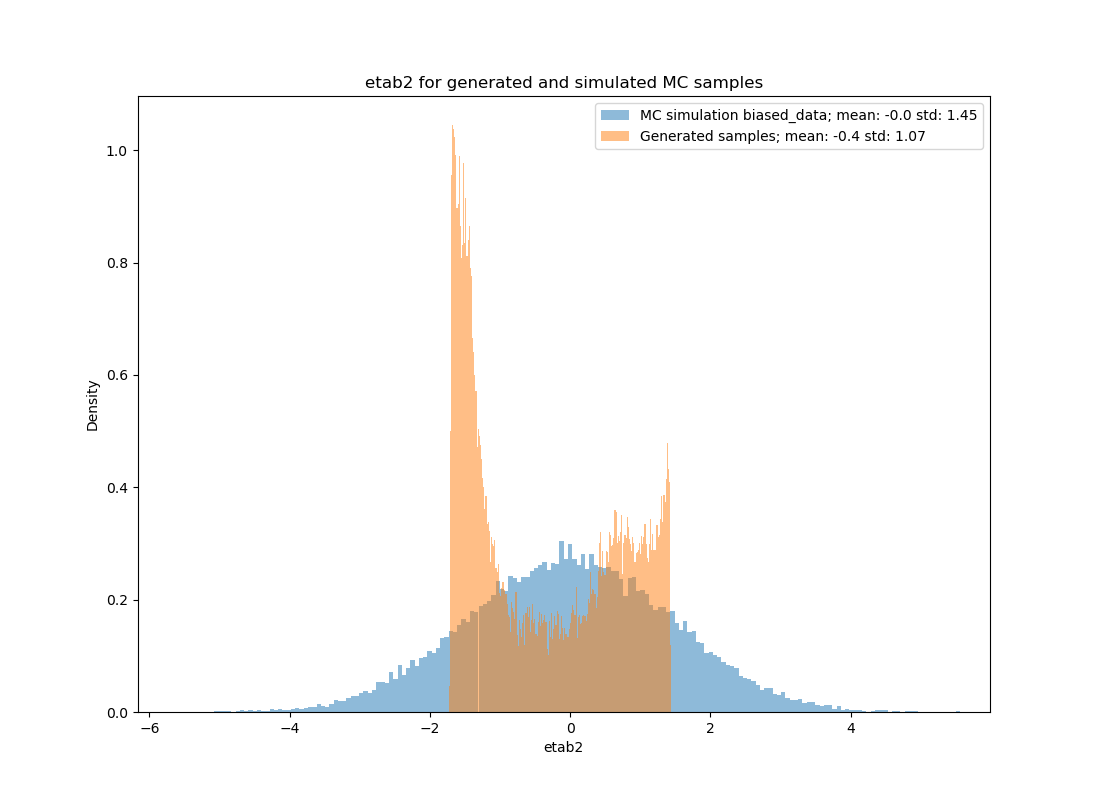 etab2 for generated and simulated MC samples
MC simulation biased_data; mean: -0.0 std: 1.45
Generated samples; mean: -0.4 std: 1.07
1.0
0.8
0.6
0.4
0.2
0.0
Density
−6 −4 −2 0 2 4
etab2